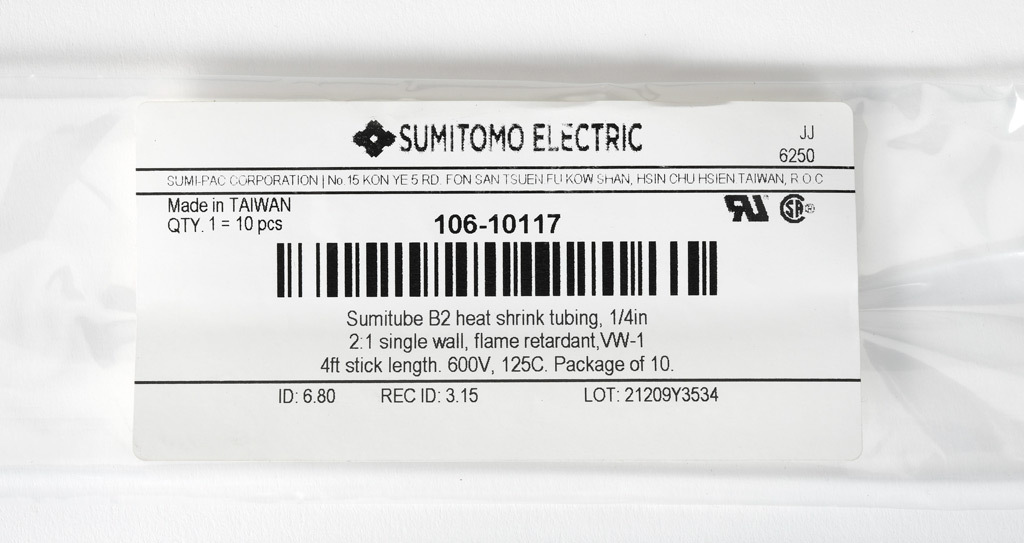 SUMITOMO ELECTRIC
JJ
6250
SUMI-PAC CORPORATION | No. 15 KON YE 5 RD. FON SAN TSUEN FU KOW SHAN, HSIN CHU HSIEN TAIWAN, R O C
Made in TAIWAN
QTY. 1 = 10 pcs
106-10117
RU
SA
Sumitube B2 heat shrink tubing, 1/4in
2:1 single wall, flame retardant,VW-1
4ft stick length. 600V, 125C. Package of 10.
ID: 6.80 REC ID: 3.15 LOT: 21209Y3534